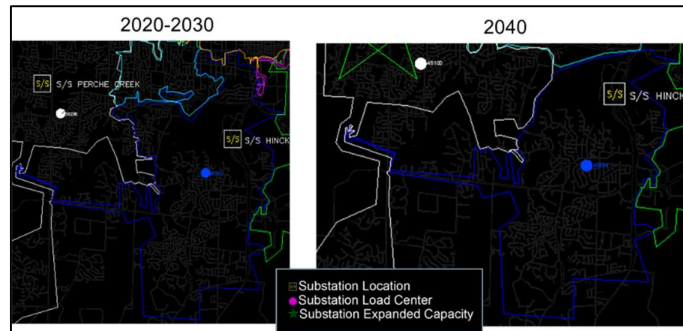 2020-2030
2040
S/S S/S PERCHE CREEK
S/S S/S HINCK
S/S S/S HINCK
Substation Location
Substation Load Center
Substation Expanded Capacity